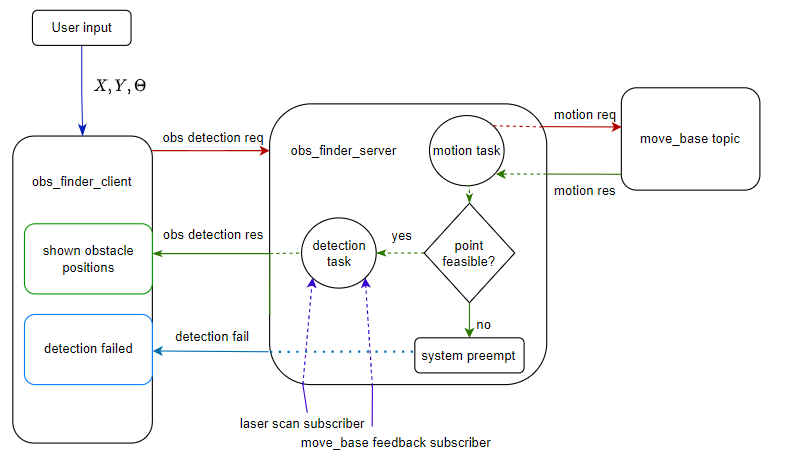 User input
X, Y, Θ
obs detection req
motion req
obs_finder_server
motion task
move_base topic
obs_finder_client
motion res
obs detection res
yes
shown obstacle
positions
detection
task
point
feasible?
no
detection fail
detection failed
system preempt
laser scan subscriber
move_base feedback subscriber